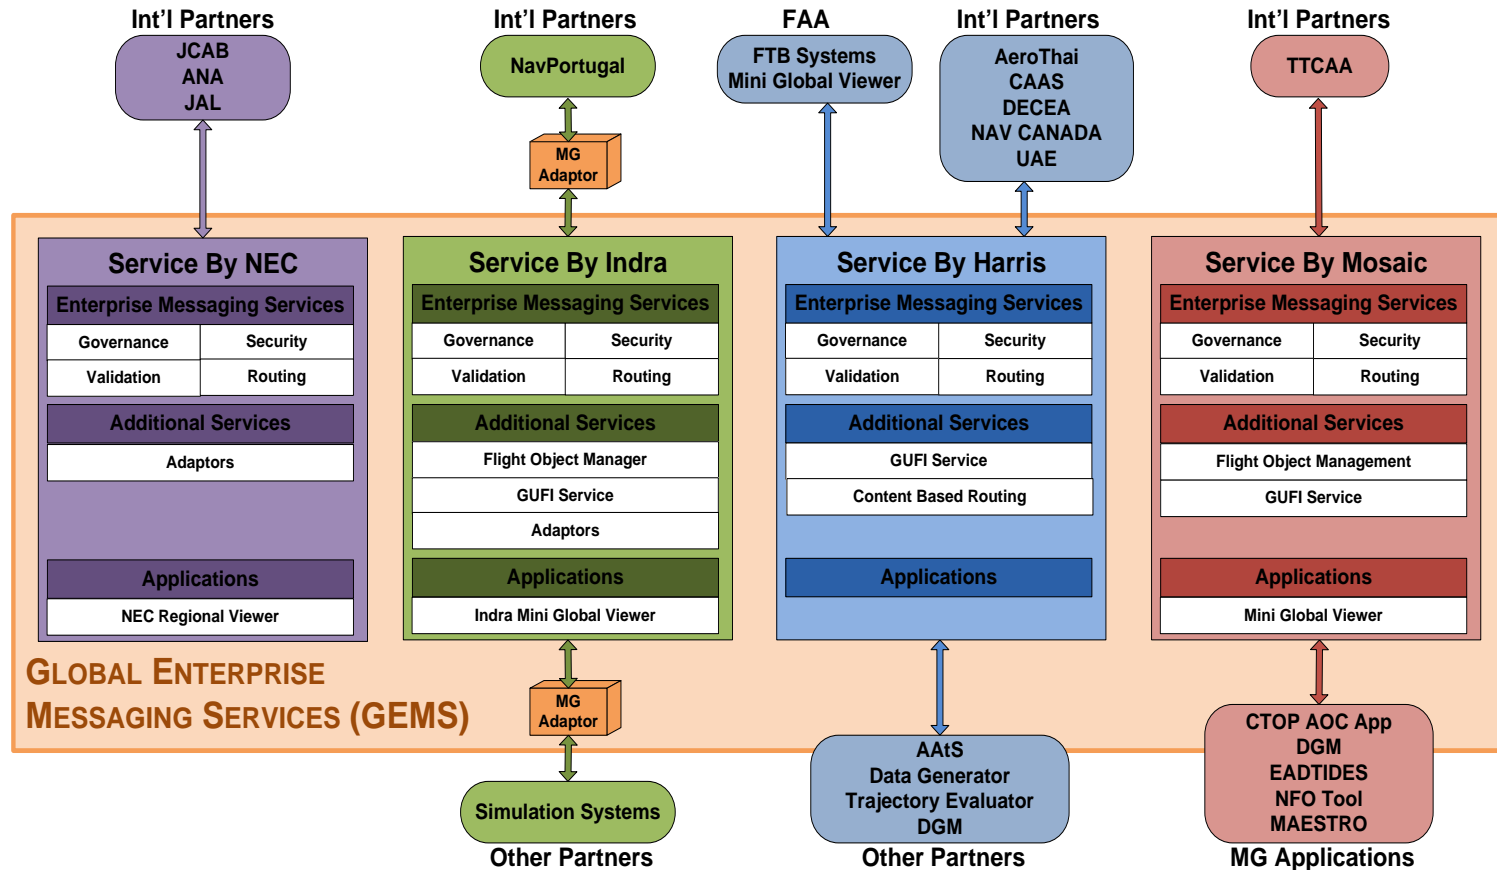 Int'l Partners
JCAB
ANA
JAL
Int'l Partners
NavPortugal
MG
Adaptor
FAA
FTB Systems
Mini Global Viewer
Int'l Partners
AeroThai
CAAS
DECEA
NAV CANADA
UAE
Int'l Partners
TTCAA
Service By NEC
Enterprise Messaging Services
Governance
Security
Validation
Routing
Additional Services
Adaptors
Applications
NEC Regional Viewer
Service By Indra
Enterprise Messaging Services
Governance
Security
Validation
Routing
Additional Services
Flight Object Manager
GUFI Service
Adaptors
Applications
Indra Mini Global Viewer
Service By Harris
Enterprise Messaging Services
Governance
Security
Validation
Routing
Additional Services
GUFI Service
Content Based Routing
Applications
Service By Mosaic
Enterprise Messaging Services
Governance
Security
Validation
Routing
Additional Services
Flight Object Management
GUFI Service
Applications
Mini Global Viewer
GLOBAL ENTERPRISE
MESSAGING SERVICES (GEMS)
MG
Adaptor
Simulation Systems
Other Partners
AAtS
Data Generator
Trajectory Evaluator
DGM
Other Partners
CTOP AOC App
DGM
EADTIDES
NFO Tool
MAESTRO
MG Applications